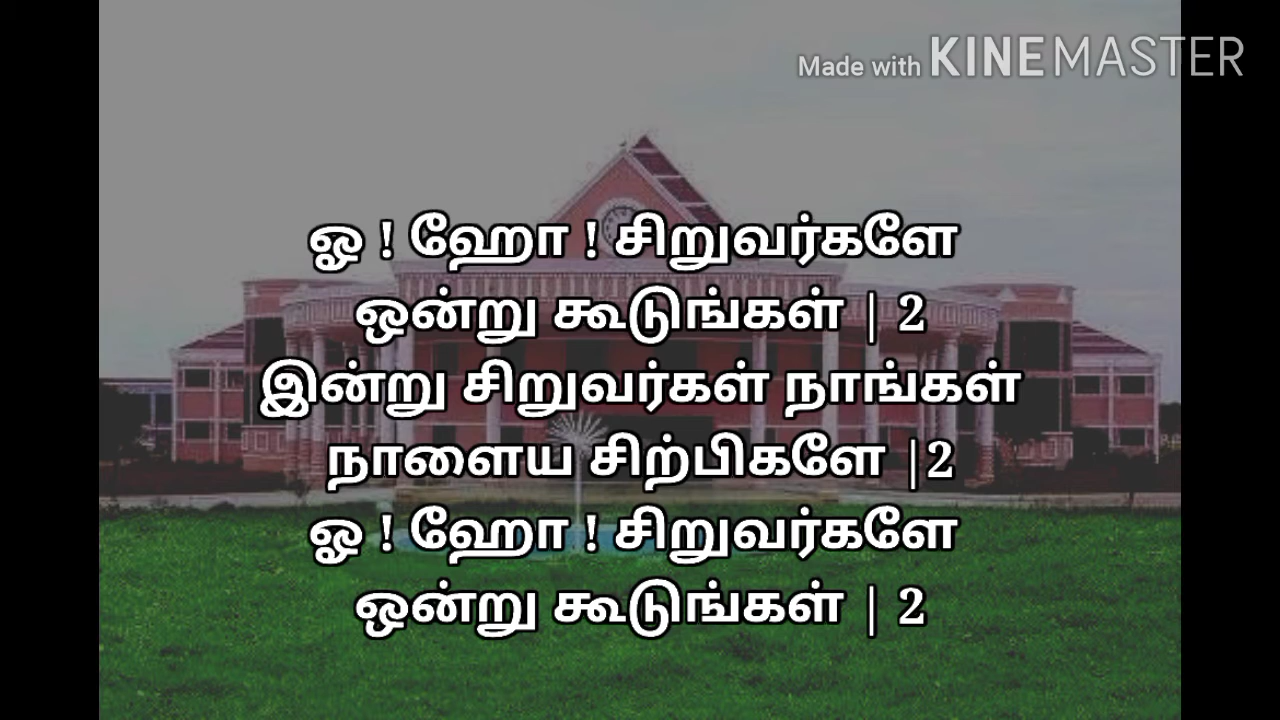 Made with KINEMASTER
ஓ ! ஹோ ! சிறுவர்களே
ஒன்று கூடுங்கள் | 2
இன்று சிறுவர்கள் நாங்கள்
நாளைய சிற்பிகளே |2
ஓ ! ஹோ ! சிறுவர்களே
ஒன்று கூடுங்கள் | 2